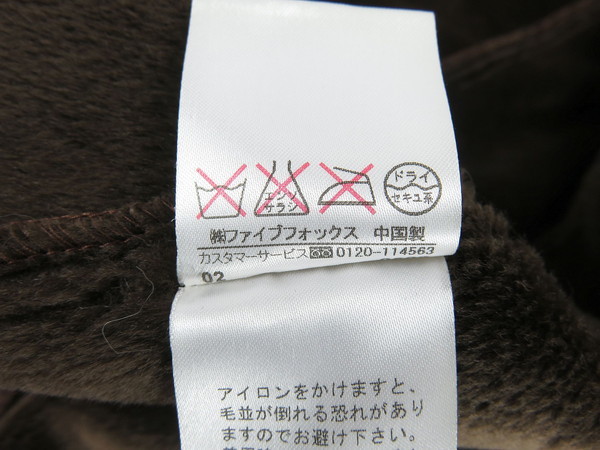 エンソ
サラシ
ドライ
セキユ系
㈱ファイブフォックス 中国製
カスタマーサービス 0120-114563
02
アイロンをかけますと、
毛並が倒れる恐れがあり
ますのでお避け下さい。